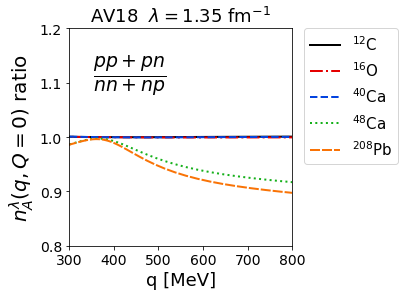 AV18 λ = 1.35 fm⁻¹
pp + pn
nn + np
n_A^λ(q, Q = 0) ratio
1.2
1.1
1.0
0.9
0.8
300 400 500 600 700 800
q [MeV]
¹²C
¹⁶O
⁴⁰Ca
⁴⁸Ca
²⁰⁸Pb